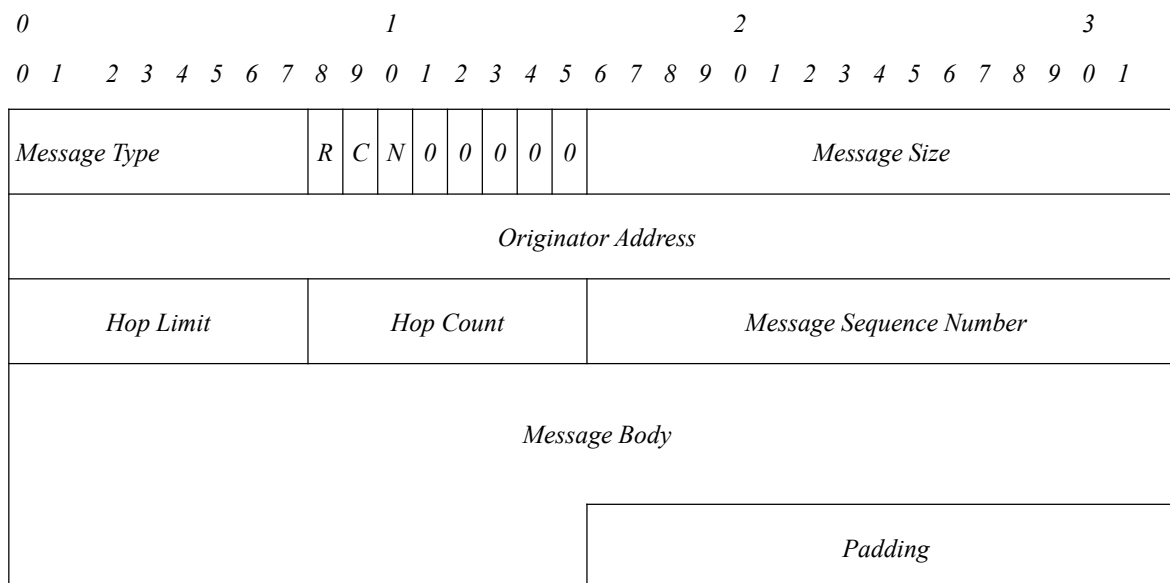 0 1 2 3
0 1 2 3 4 5 6 7 8 9 0 1 2 3 4 5 6 7 8 9 0 1 2 3 4 5 6 7 8 9 0 1
Message Type R C N 0 0 0 0 0 Message Size
Originator Address
Hop Limit Hop Count Message Sequence Number
Message Body
Padding